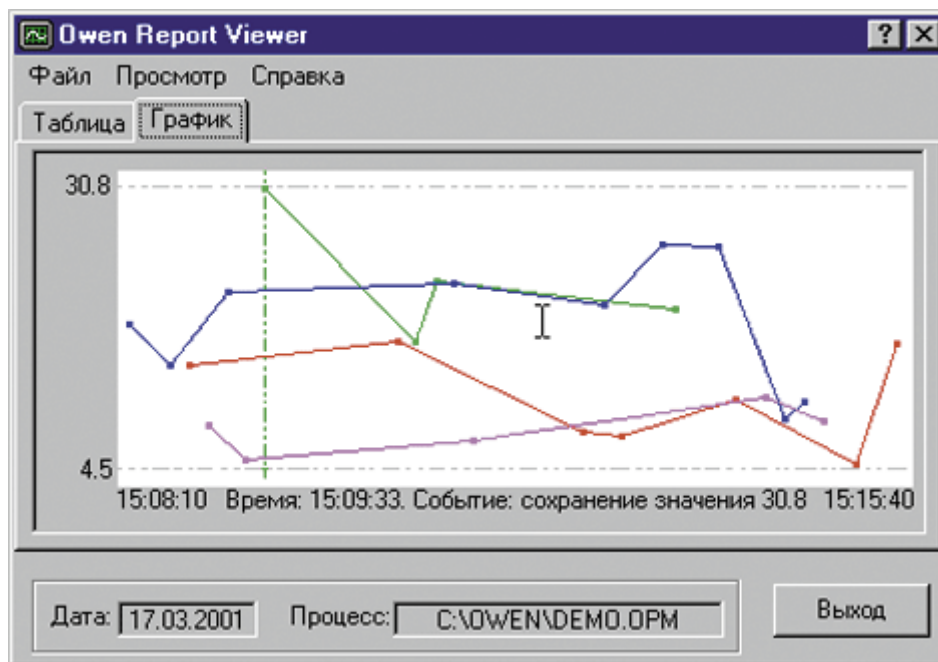 Owen Report Viewer
Файл Просмотр Справка
Таблица График
30.8
4.5
15:08:10 Время: 15:09:33. Событие: сохранение значения 30.8 15:15:40
Дата: 17.03.2001 Процесс: C:\OWEN\DEMO.OPM Выход